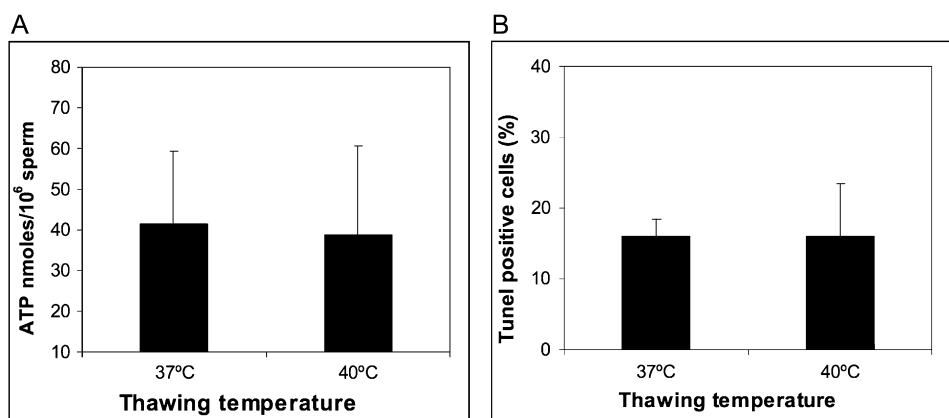 A
ATP nmoles/10⁶ sperm
80
70
60
50
40
30
20
10
37ºC
40ºC
Thawing temperature
B
Tunel positive cells (%)
40
30
20
10
0
37ºC
40ºC
Thawing temperature